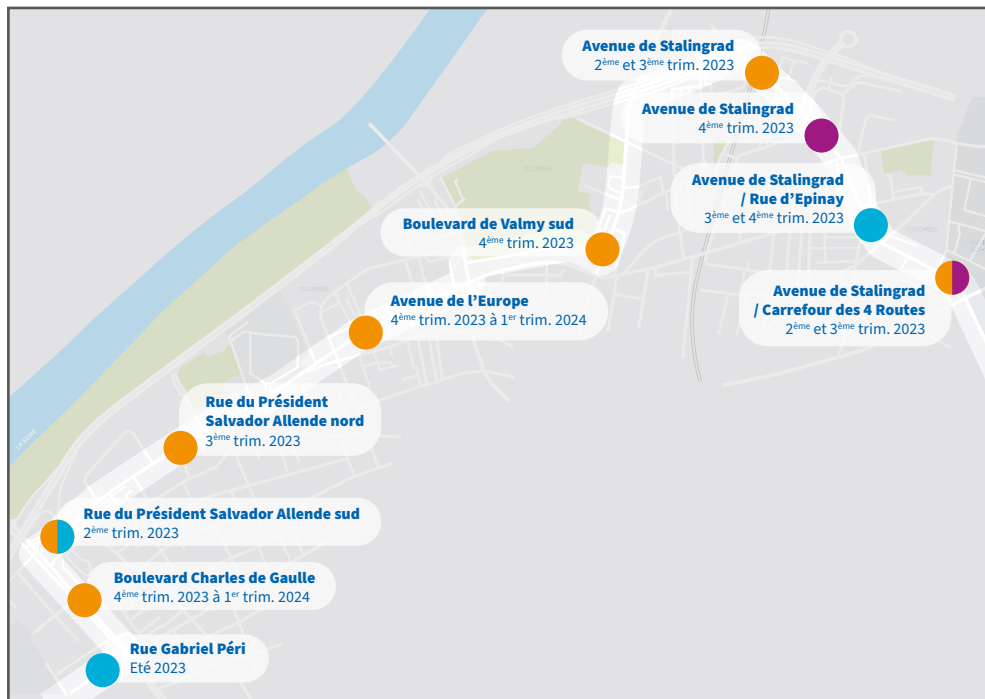 Avenue de Stalingrad
2ème et 3ème trim. 2023
Avenue de Stalingrad
4ème trim. 2023
Avenue de Stalingrad
/ Rue d’Epinay
3ème et 4ème trim. 2023
Boulevard de Valmy sud
4ème trim. 2023
Avenue de Stalingrad
/ Carrefour des 4 Routes
2ème et 3ème trim. 2023
Avenue de l’Europe
4ème trim. 2023 à 1er trim. 2024
Rue du Président
Salvador Allende nord
3ème trim. 2023
LA SEINE
Rue du Président Salvador Allende sud
2ème trim. 2023
Boulevard Charles de Gaulle
4ème trim. 2023 à 1er trim. 2024
Rue Gabriel Péri
Eté 2023
COLOMBES
COLOMBES